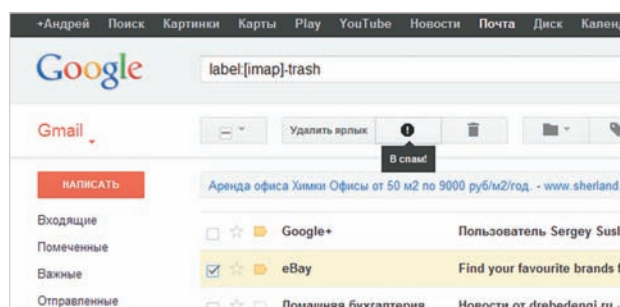 +Андрей Поиск Картинки Карты Play YouTube Новости Почта Диск
Google label:[imap]-trash
Gmail Удалить ярлык
В спам!
НАПИСАТЬ Аренда офиса Химки Офисы от 50 м2 по 9000 руб/м2/год. - www.sherland
Входящие
Google+ Пользователь Sergey
Помеченные
Важные eBay Find your favourite brands
Отправленные Домашняя бухгалтерия Новости от drebedengi.ru -